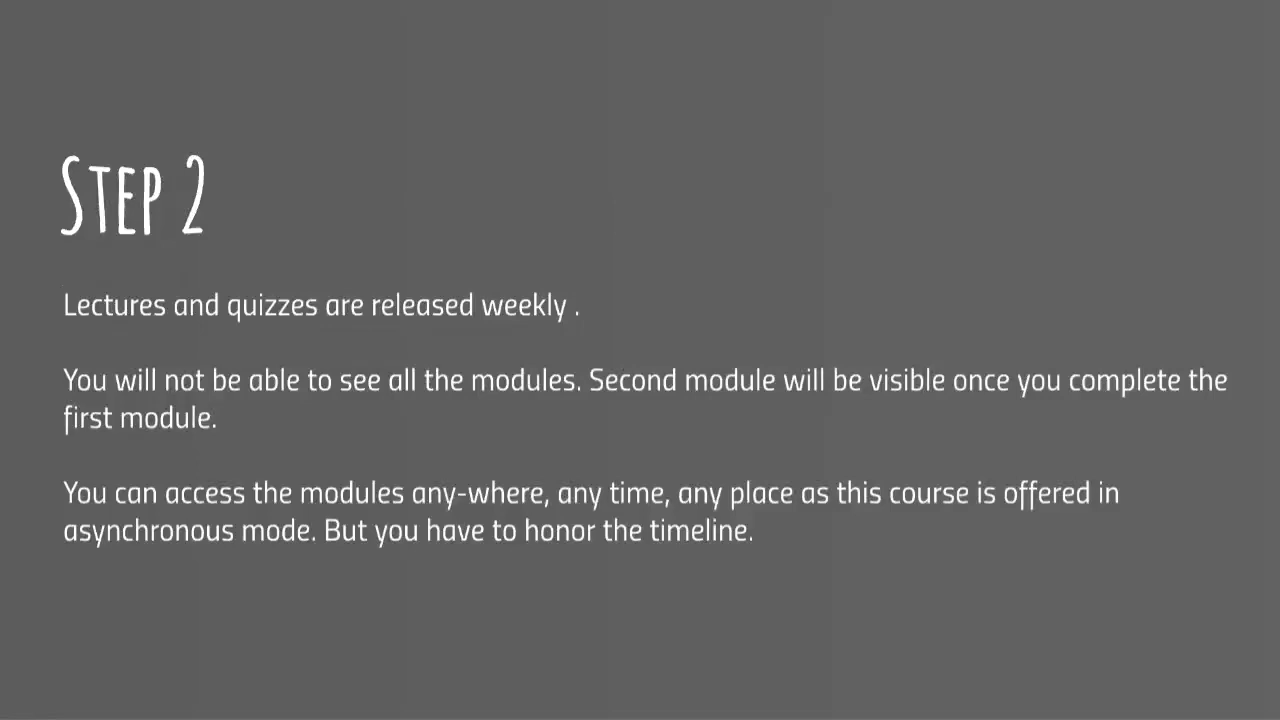 Step 2
Lectures and quizzes are released weekly .
You will not be able to see all the modules. Second module will be visible once you complete the
first module.
You can access the modules any-where, any time, any place as this course is offered in
asynchronous mode. But you have to honor the timeline.